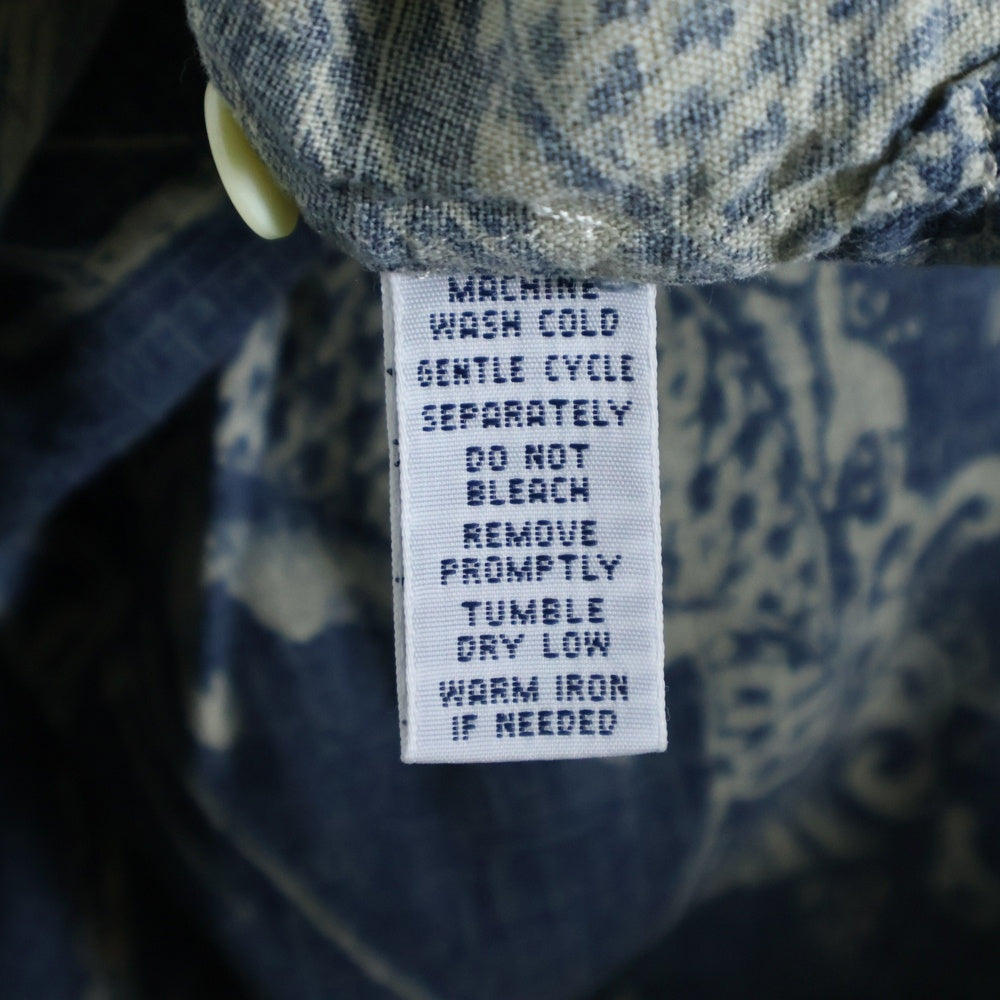 MACHINE
WASH COLD
GENTLE CYCLE
SEPARATELY
DO NOT
BLEACH
REMOVE
PROMPTLY
TUMBLE
DRY LOW
WARM IRON
IF NEEDED